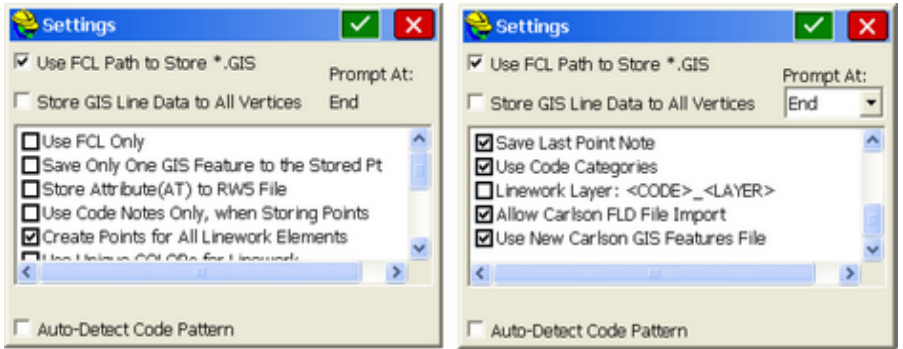 Settings
Use FCL Path to Store *.GIS
Prompt At:
Store GIS Line Data to All Vertices
End
Use FCL Only
Save Only One GIS Feature to the Stored Pt
Store Attribute(AT) to RW5 File
Use Code Notes Only, when Storing Points
Create Points for All Linework Elements
Use Unique COLORs for Linework
Auto-Detect Code Pattern
Settings
Use FCL Path to Store *.GIS
Prompt At:
Store GIS Line Data to All Vertices
End
Save Last Point Note
Use Code Categories
Linework Layer: <CODE>_<LAYER>
Allow Carlson FLD File Import
Use New Carlson GIS Features File
Auto-Detect Code Pattern